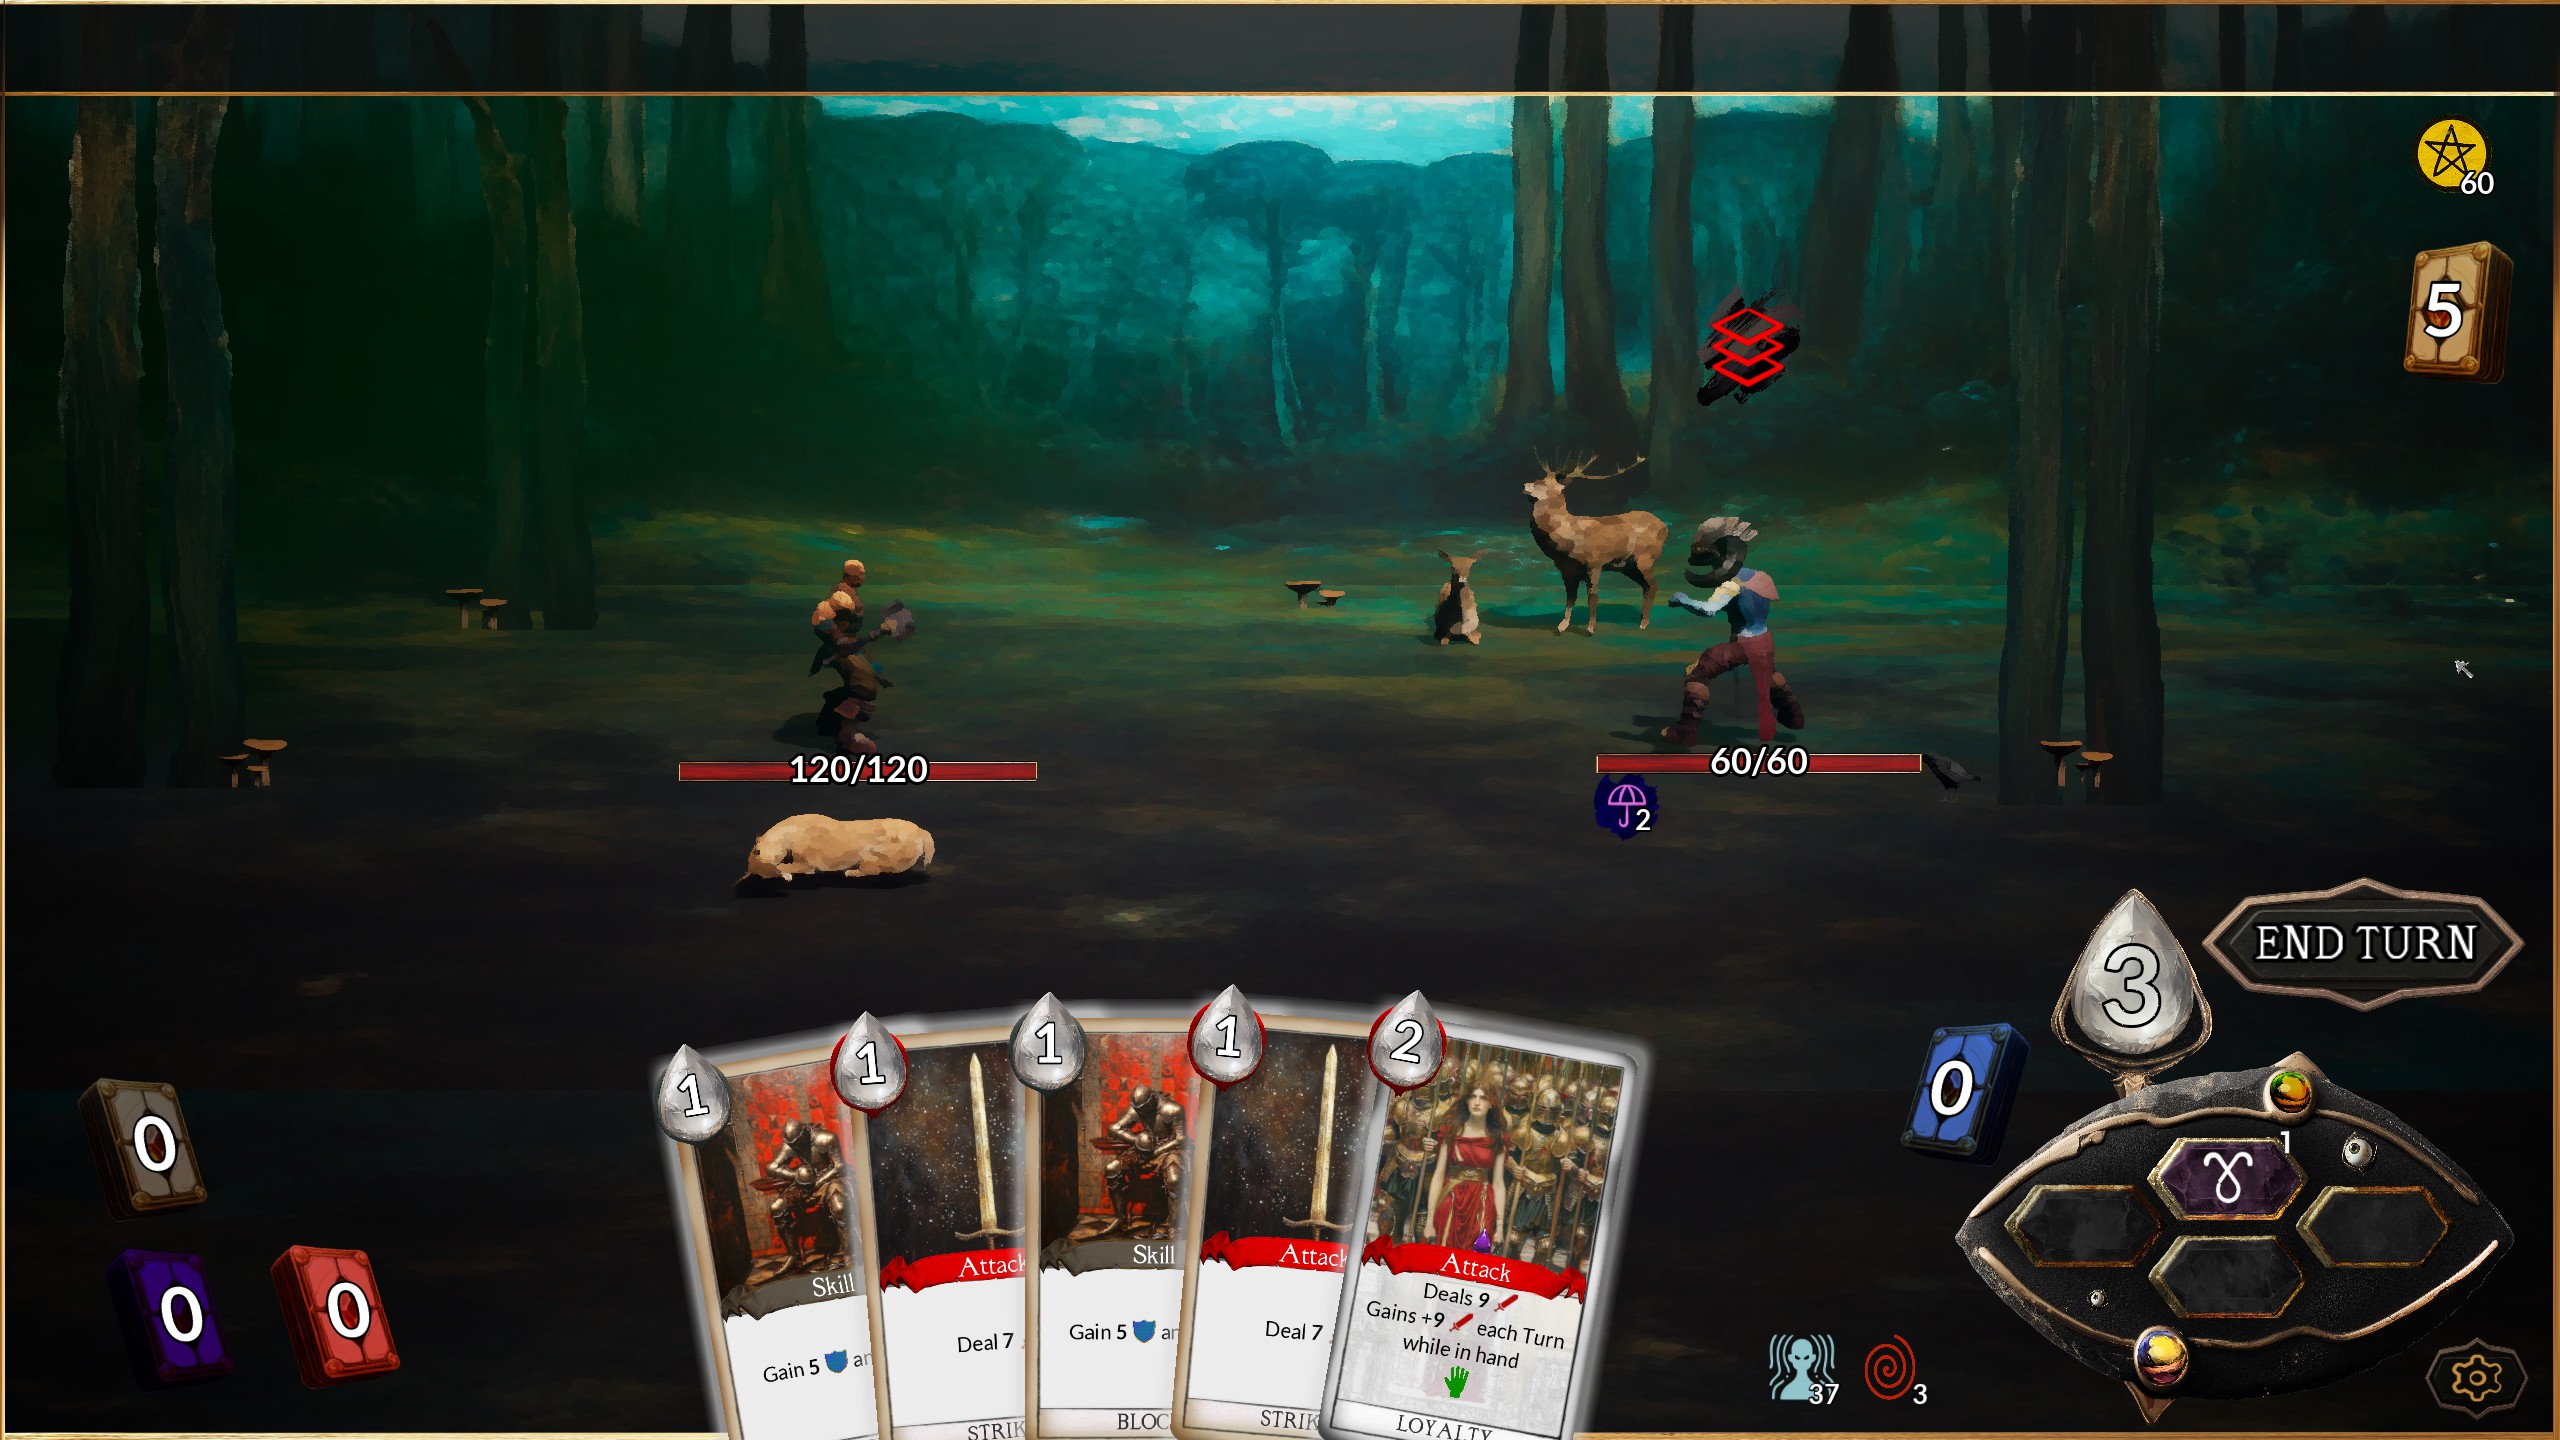 60
5
120/120
60/60
2
3
END TURN
0
0
0
0
1
37
3
1
Skill
Gain 5
1
Attack
Deal 7
1
Skill
Gain 5
1
Attack
Deal 7
2
Attack
Deals 9
Gains +9 each Turn
while in hand
LOYALTY